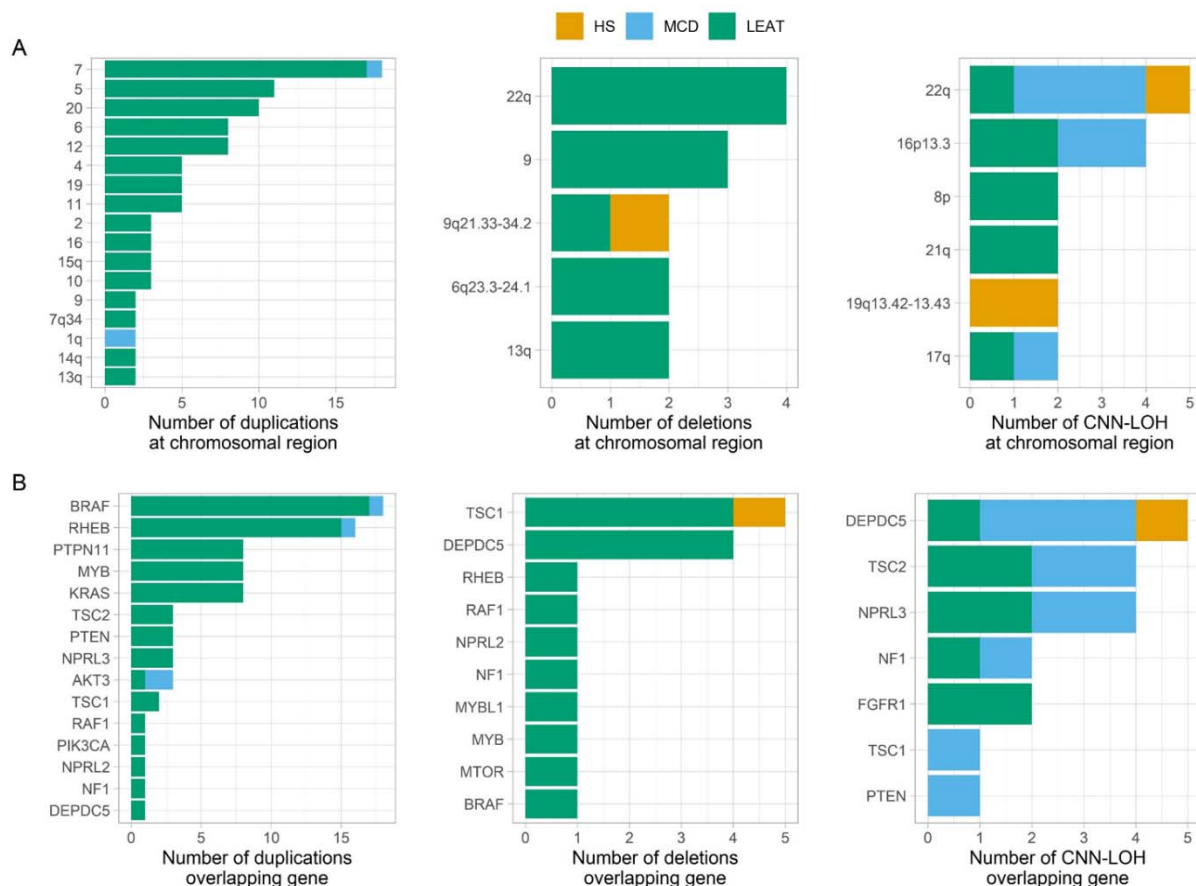 HS MCD LEAT
A
7
5
20
6
12
4
19
11
2
16
15q
10
9
7q34
1q
14q
13q
0 5 10 15
Number of duplications
at chromosomal region
22q
9
9q21.33-34.2
6q23.3-24.1
13q
0 1 2 3 4
Number of deletions
at chromosomal region
22q
16p13.3
8p
21q
19q13.42-13.43
17q
0 1 2 3 4 5
Number of CNN-LOH
at chromosomal region
B
BRAF
RHEB
PTPN11
MYB
KRAS
TSC2
PTEN
NPRL3
AKT3
TSC1
RAF1
PIK3CA
NPRL2
NF1
DEPDC5
0 5 10 15
Number of duplications
overlapping gene
TSC1
DEPDC5
RHEB
RAF1
NPRL2
NF1
MYBL1
MYB
MTOR
BRAF
0 1 2 3 4 5
Number of deletions
overlapping gene
DEPDC5
TSC2
NPRL3
NF1
FGFR1
TSC1
PTEN
0 1 2 3 4 5
Number of CNN-LOH
overlapping gene